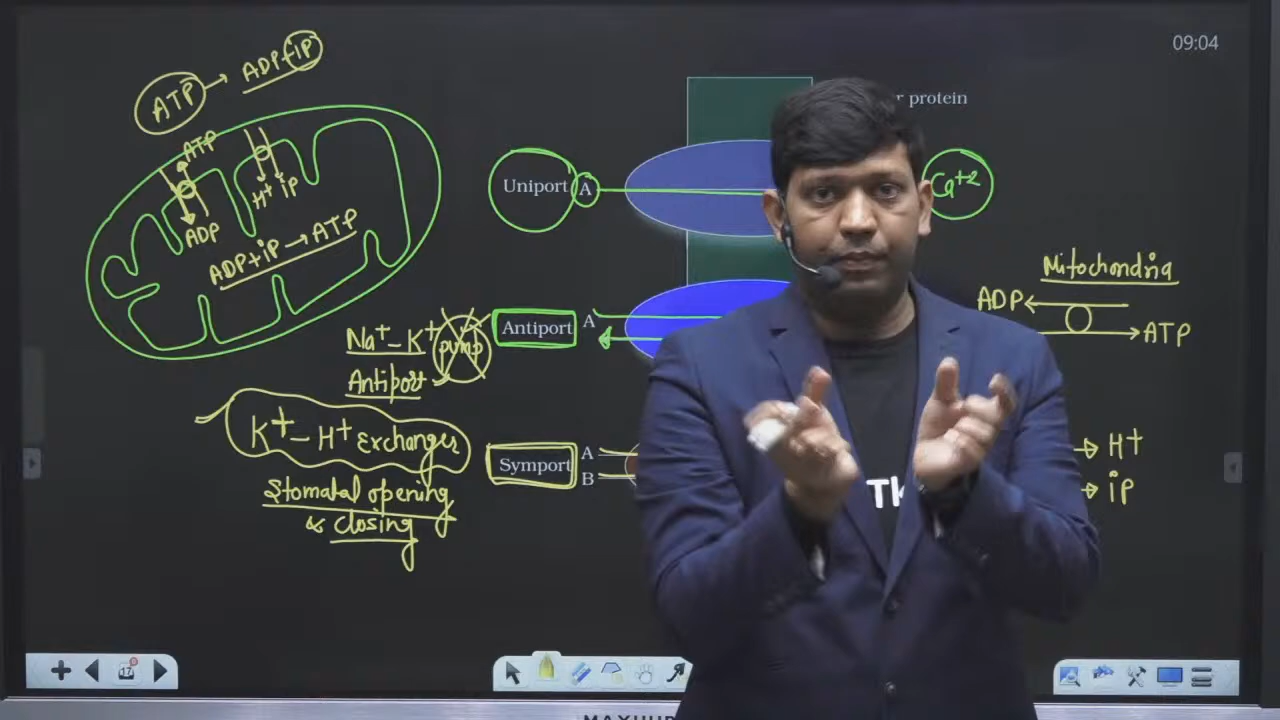 09:04
ATP → ADP+iP
r protein
ATP
H+ iP
ADP
ADP+iP → ATP
Uniport A
Ca+2
Mitochondria
ADP
ATP
Na+ – K+ pump
Antiport
Antiport A
K+ – H+ Exchanger
Symport A
B
H+
iP
Stomatal opening
& closing
TK
17